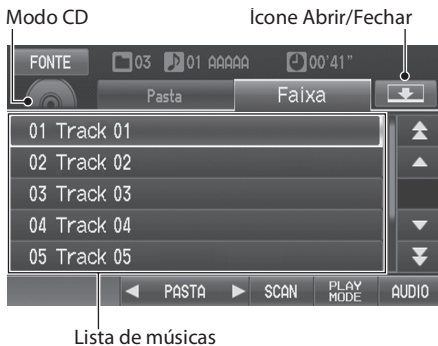 Modo CD Ícone Abrir/Fechar
FONTE 03 01 AAAAA 00'41"
Pasta Faixa
01 Track 01
02 Track 02
03 Track 03
04 Track 04
05 Track 05
PASTA SCAN PLAY MODE AUDIO
Lista de músicas